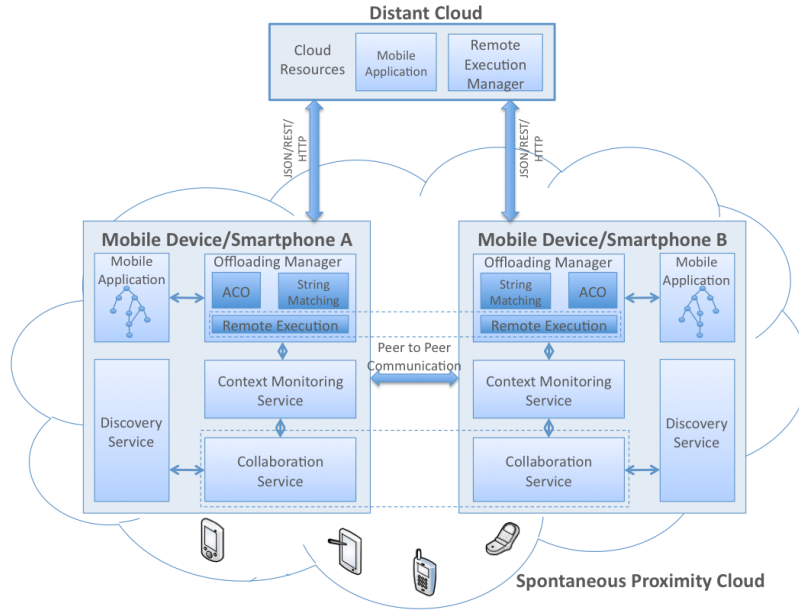 Distant Cloud
Cloud
Resources
Mobile
Application
Remote
Execution
Manager
JSON/REST/
HTTP
JSON/REST/
HTTP
Mobile Device/Smartphone A
Mobile
Application
Offloading Manager
ACO
String
Matching
Remote Execution
Context Monitoring
Service
Discovery
Service
Collaboration
Service
Peer to Peer
Communication
Mobile Device/Smartphone B
Offloading Manager
String
Matching
ACO
Remote Execution
Mobile
Application
Context Monitoring
Service
Discovery
Service
Collaboration
Service
Spontaneous Proximity Cloud